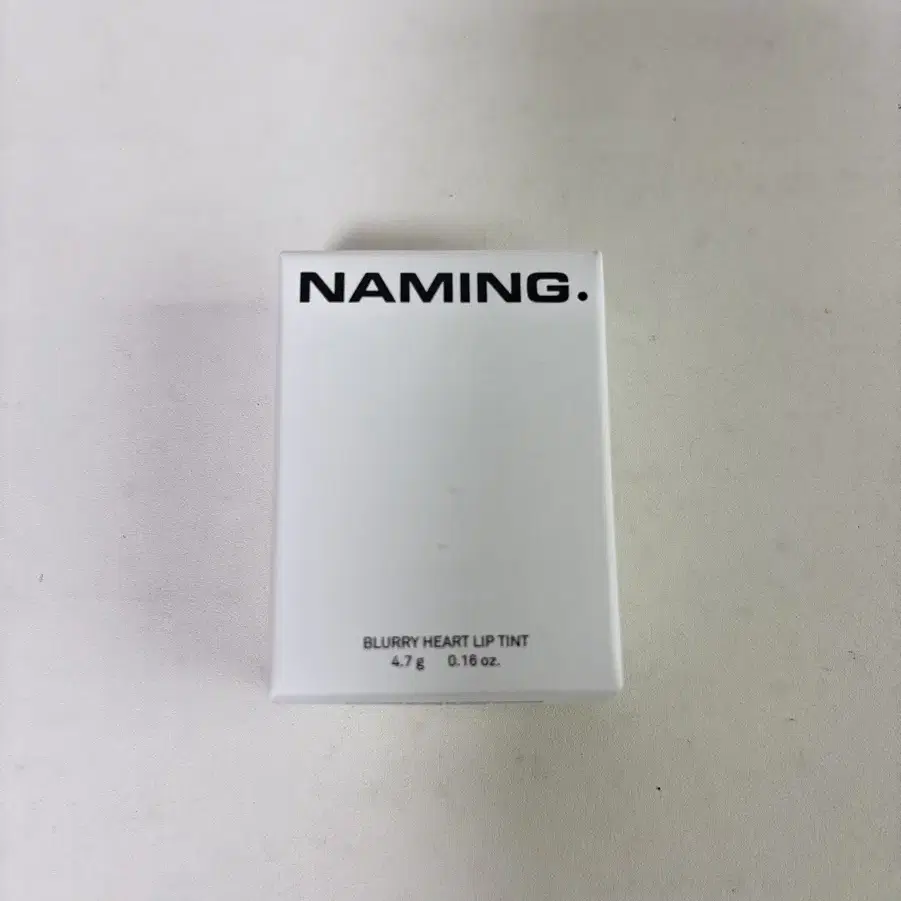 NAMING.
BLURRY HEART LIP TINT
4.7 g 0.16 oz.